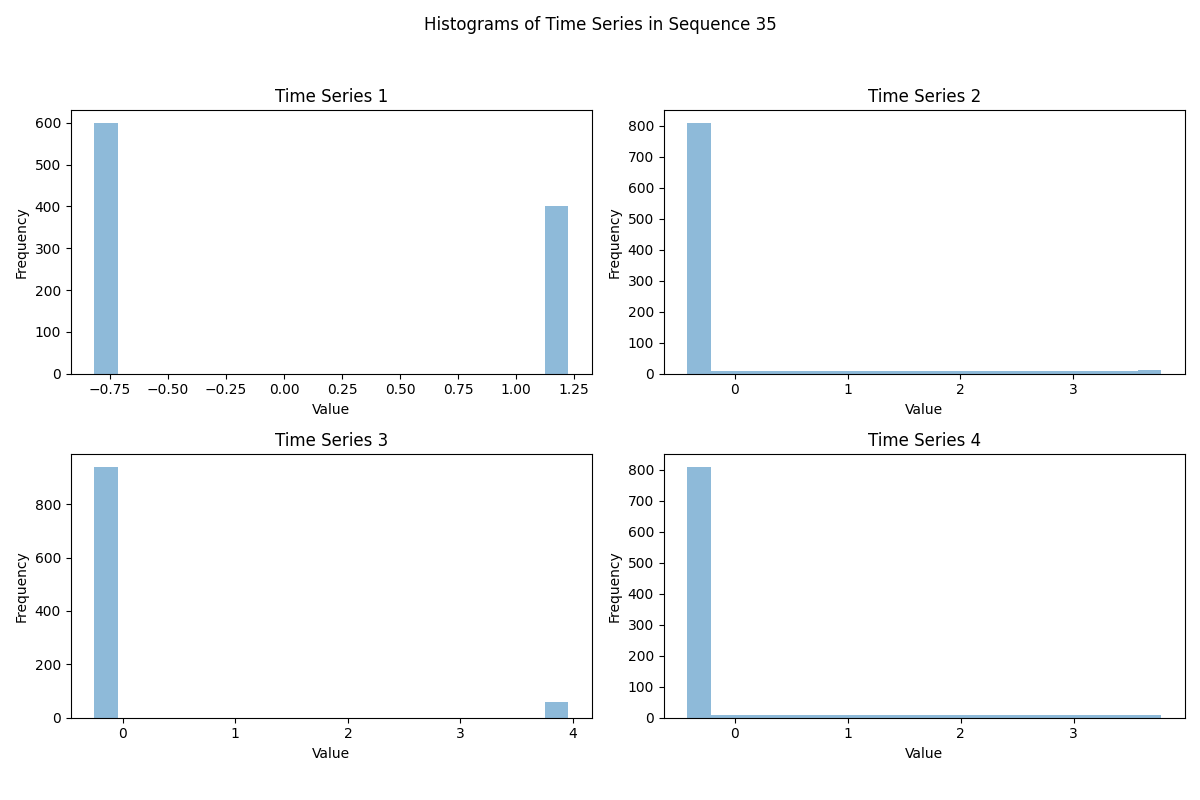 Histograms of Time Series in Sequence 35
Time Series 1
Frequency
600
500
400
300
200
100
0
−0.75 −0.50 −0.25 0.00 0.25 0.50 0.75 1.00 1.25
Value
Time Series 2
Frequency
800
700
600
500
400
300
200
100
0
0 1 2 3
Value
Time Series 3
Frequency
800
600
400
200
0
0 1 2 3 4
Value
Time Series 4
Frequency
800
700
600
500
400
300
200
100
0
0 1 2 3
Value